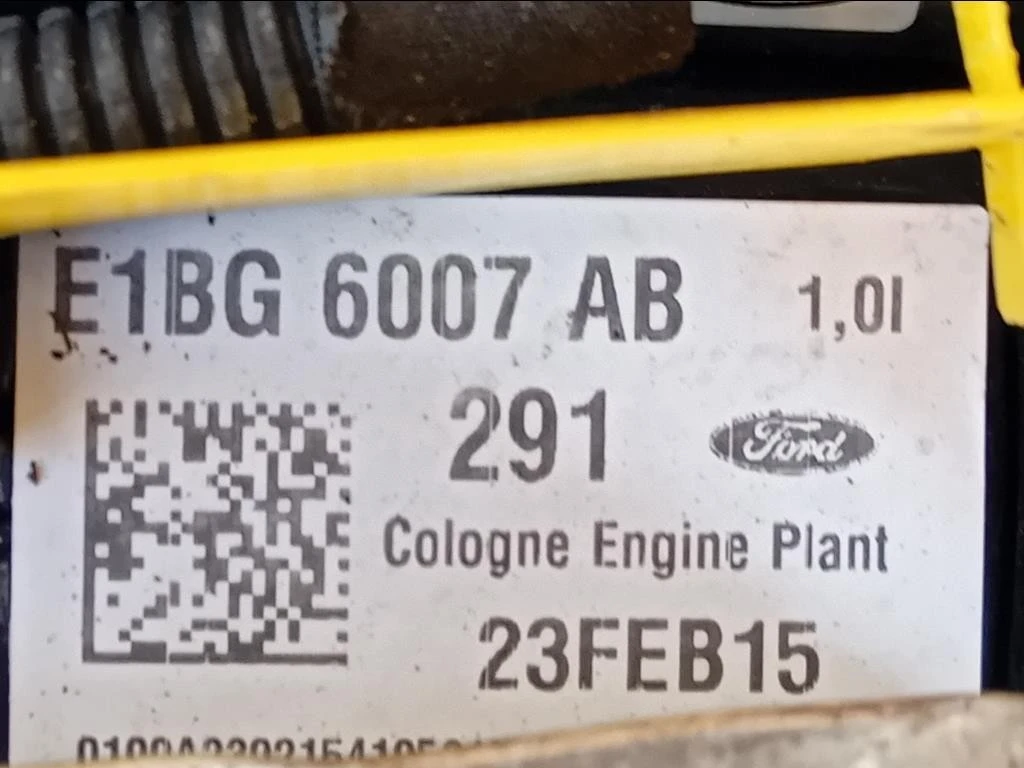 E1BG 6007 AB 1,0l
291 Ford
Cologne Engine Plant
23FEB15